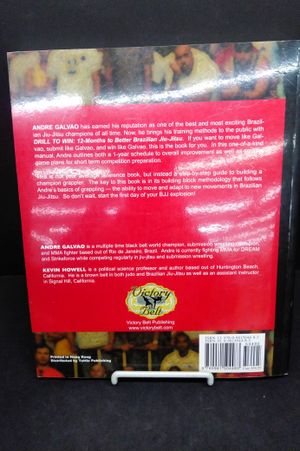 ANDRE GALVAO has earned his reputation as one of the best and most exciting Brazil-
ian Jiu-Jitsu champions of all time. Now, he brings his training methods to the public with
DRILL TO WIN: 12-Months to Better Brazilian Jiu-Jitsu. If you want to move like Gal-
vao, submit like Galvao, and win like Galvao, this is the book for you. In this one-of-a-kind
manual, Andre outlines both a 1-year schedule to overall improvement as well as
game plans for short term competition preparation.
is not your average reference book, but instead a step-by-step guide to building a
champion grappler. The key to this book is in its building block methodology that follows
Andre's basics of grappling — the ability to move and adapt to new movements in Brazilian
Jiu-Jitsu. So don't wait, start the first day of your BJJ explosion!
ANDRE GALVAO is a multiple time black belt world champion, submission wrestling champion,
and MMA fighter based out of Rio de Janeiro, Brazil. Andre is currently fighting MMA for DREAM
and Strikeforce while competing regularly in jiu-jitsu and submission wrestling.
KEVIN HOWELL is a political science professor and author based out of Huntington Beach,
California. He is a brown belt in both judo and Brazilian Jiu-Jitsu as well as an assistant instructor
in Signal Hill, California.
Victory
Belt
Victory Belt Publishing
www.victorybelt.com
Printed in Hong Kong
Distributed by Tuttle Publishing